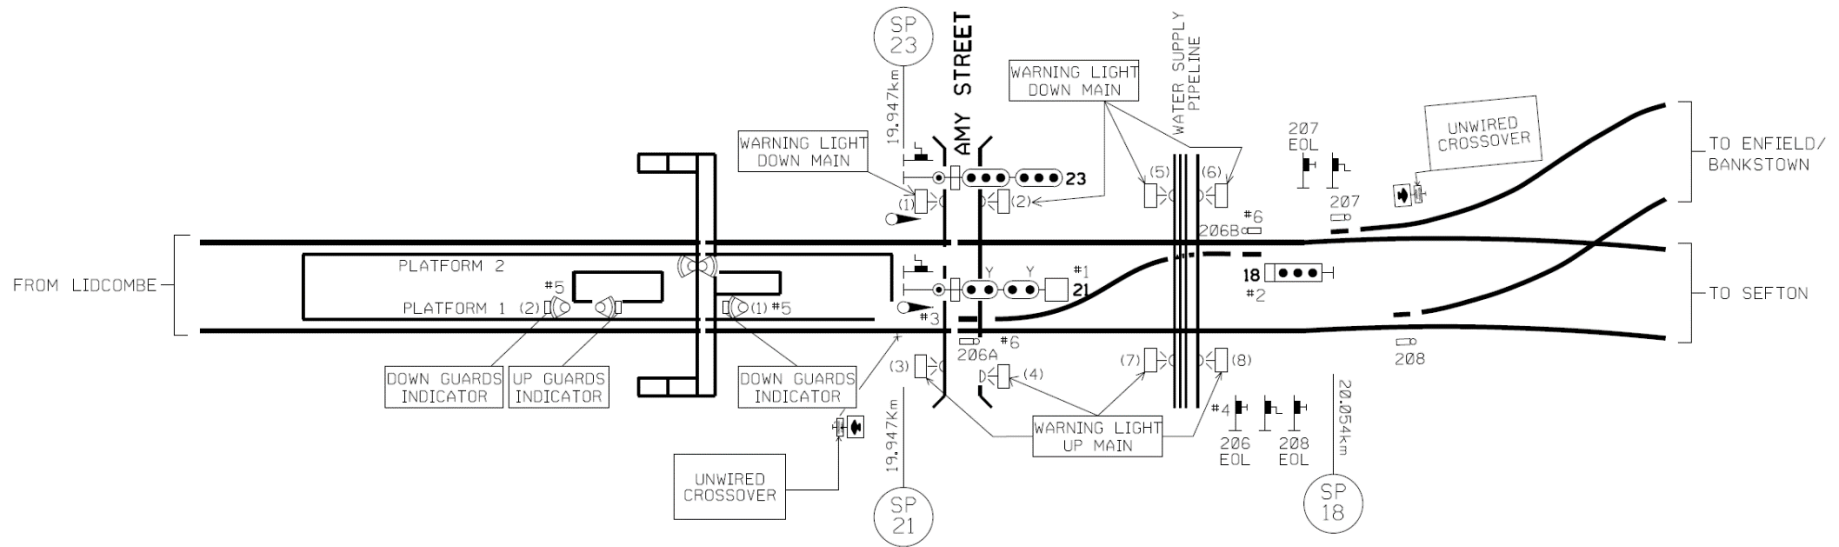 SP
23
19.947km
AMY STREET
WARNING LIGHT
DOWN MAIN
WATER SUPPLY
PIPELINE
WARNING LIGHT
DOWN MAIN
207
EOL
UNWIRED
CROSSOVER
TO ENFIELD/
BANKSTOWN
23
(1)
(2)
(5)
(6)
207
#6
206B
FROM LIDCOMBE
PLATFORM 2
PLATFORM 1
#5
(2)
(1) #5
Y Y
#1
21
#3
18
#2
TO SEFTON
206A
#6
208
(3)
(4)
(7)
(8)
DOWN GUARDS
INDICATOR
UP GUARDS
INDICATOR
DOWN GUARDS
INDICATOR
WARNING LIGHT
UP MAIN
#4
206
EOL
208
EOL
20.054km
19.947Km
UNWIRED
CROSSOVER
SP
21
SP
18